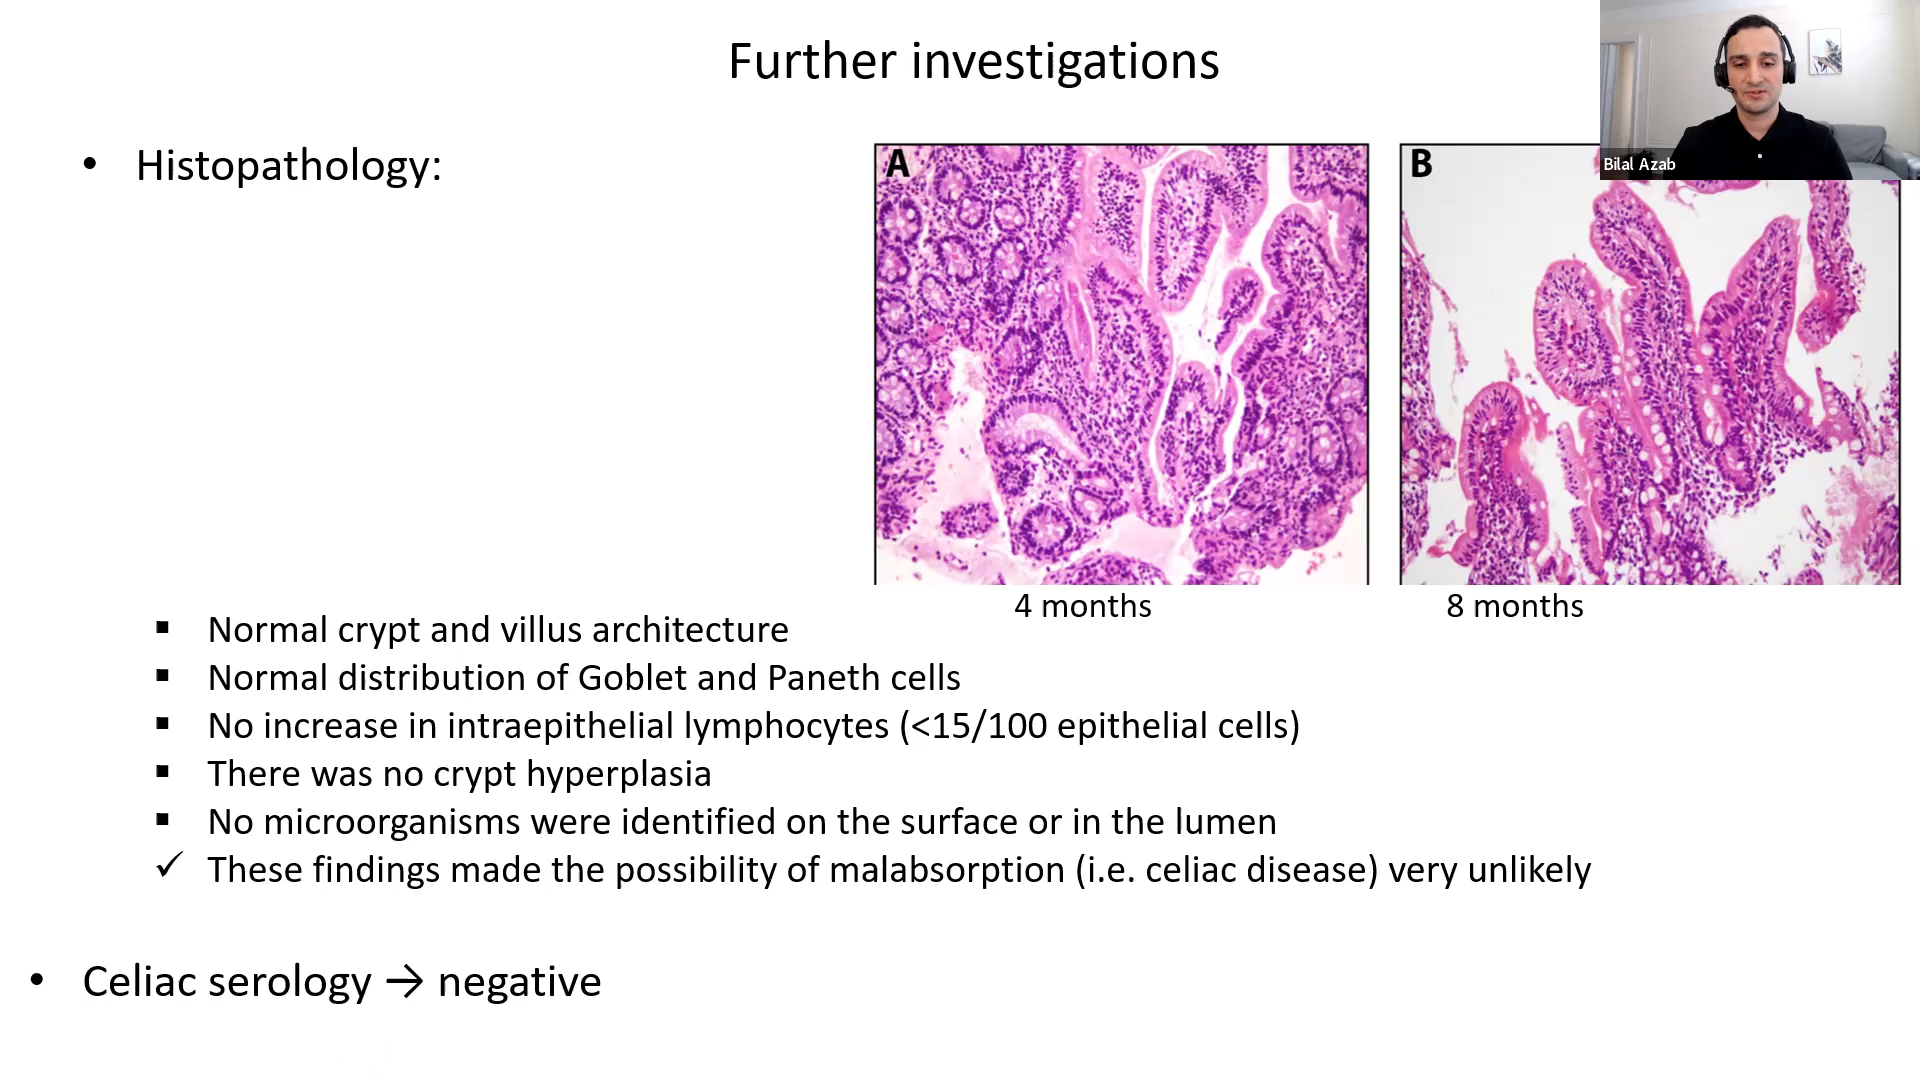 Further investigations
Bilal Azab
• Histopathology:
A
B
4 months
8 months
▪ Normal crypt and villus architecture
▪ Normal distribution of Goblet and Paneth cells
▪ No increase in intraepithelial lymphocytes (<15/100 epithelial cells)
▪ There was no crypt hyperplasia
▪ No microorganisms were identified on the surface or in the lumen
✓ These findings made the possibility of malabsorption (i.e. celiac disease) very unlikely
• Celiac serology → negative